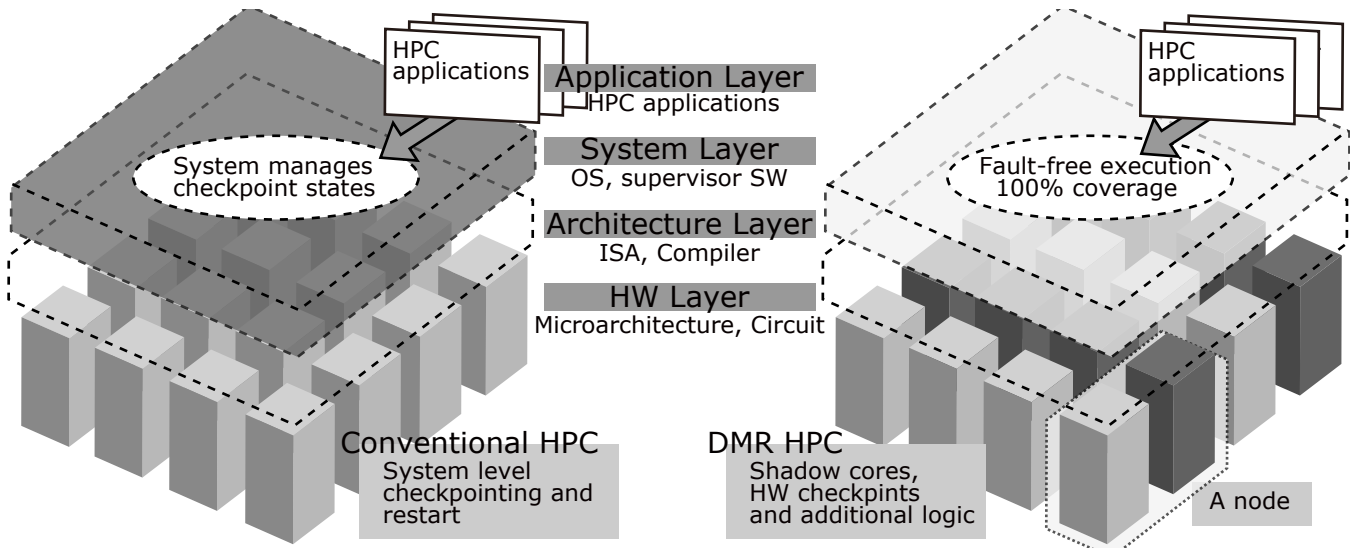 HPC
applications
System manages
checkpoint states
Application Layer
HPC applications
System Layer
OS, supervisor SW
Architecture Layer
ISA, Compiler
HW Layer
Microarchitecture, Circuit
HPC
applications
Fault-free execution
100% coverage
Conventional HPC
System level
checkpointing and
restart
DMR HPC
Shadow cores,
HW checkpints
and additional logic
A node